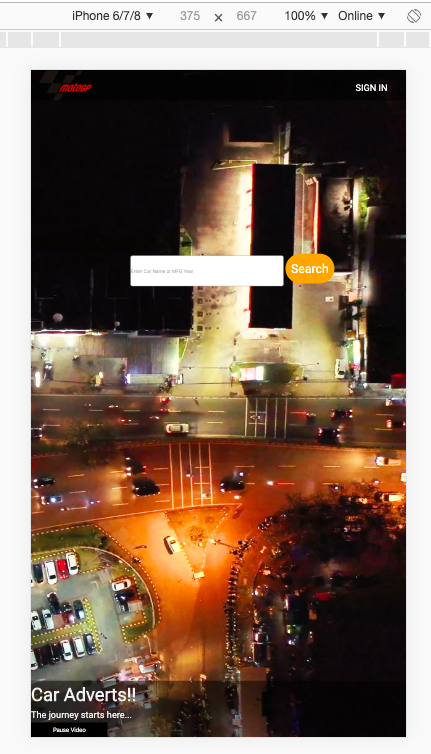 iPhone 6/7/8 ▼ 375 × 667 100% ▼ Online ▼
MotoGP SIGN IN
Enter Car Name or MFG Year Search
Car Adverts!!
The journey starts here...
Pause Video